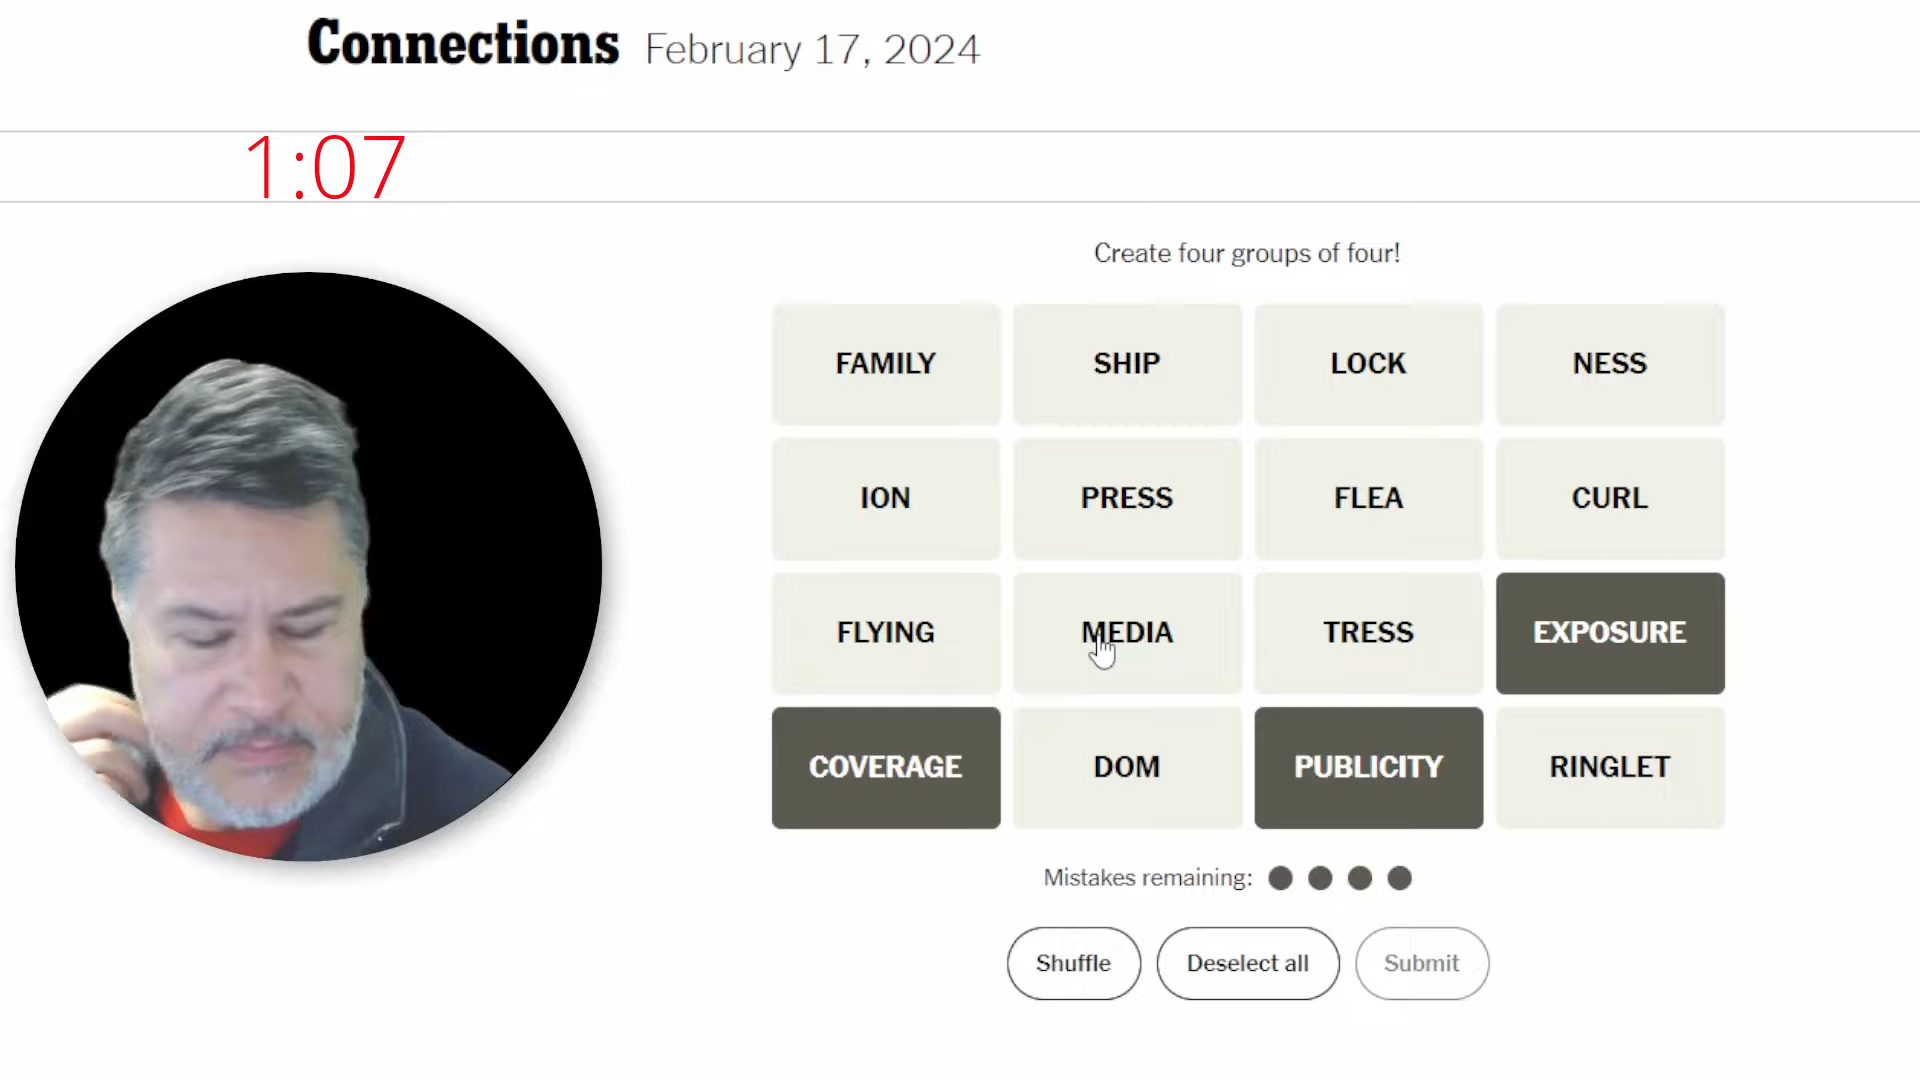 Connections February 17, 2024
1:07
Create four groups of four!
FAMILY SHIP LOCK NESS
ION PRESS FLEA CURL
FLYING MEDIA TRESS EXPOSURE
COVERAGE DOM PUBLICITY RINGLET
Mistakes remaining:
Shuffle Deselect all Submit